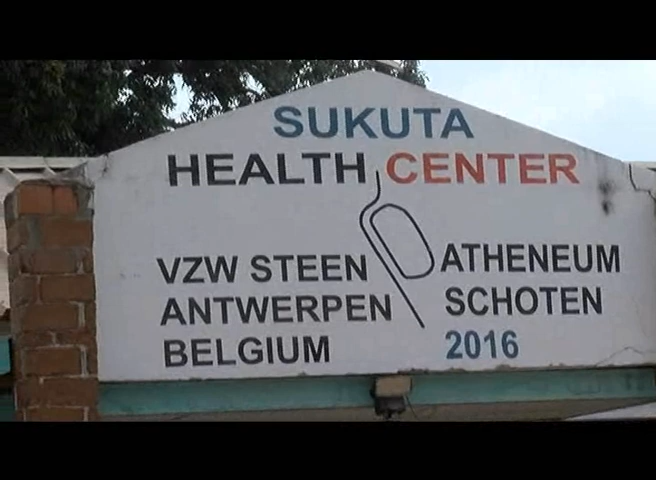 SUKUTA
HEALTH CENTER
VZW STEEN
ANTWERPEN
BELGIUM
ATHENEUM
SCHOTEN
2016